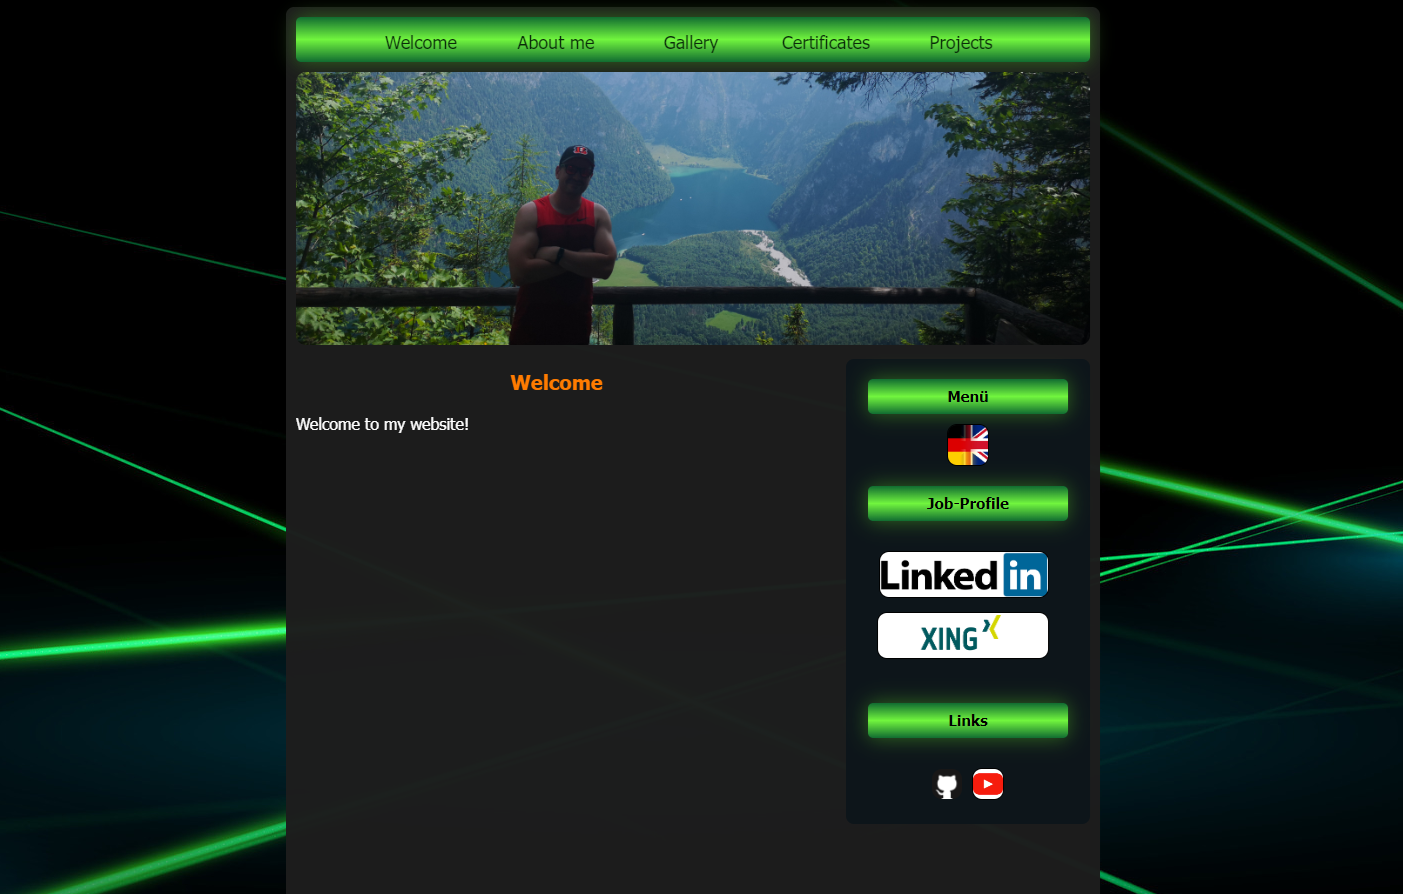 Welcome About me Gallery Certificates Projects
Welcome
Welcome to my website!
Menü
Job-Profile
Linked in
XING
Links